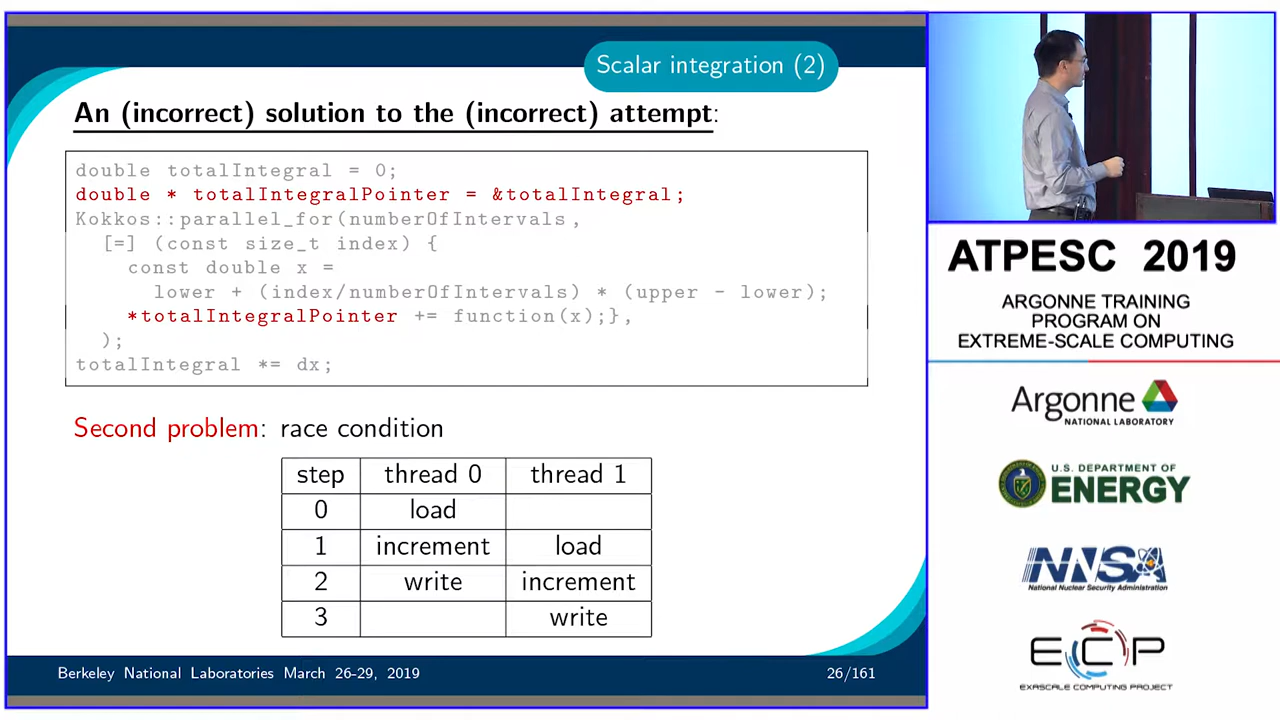 Scalar integration (2)
An (incorrect) solution to the (incorrect) attempt:
double totalIntegral = 0;
double * totalIntegralPointer = &totalIntegral;
Kokkos::parallel_for(numberOfIntervals,
[=] (const size_t index) {
const double x =
lower + (index/numberOfIntervals) * (upper - lower);
*totalIntegralPointer += function(x);},
);
totalIntegral *= dx;
Second problem: race condition
step thread 0 thread 1
0 load
1 increment load
2 write increment
3 write
Berkeley National Laboratories March 26-29, 2019 26/161
ATPESC 2019
ARGONNE TRAINING
PROGRAM ON
EXTREME-SCALE COMPUTING
Argonne
NATIONAL LABORATORY
U.S. DEPARTMENT OF
ENERGY
NNSA
National Nuclear Security Administration
ECP
EXASCALE COMPUTING PROJECT